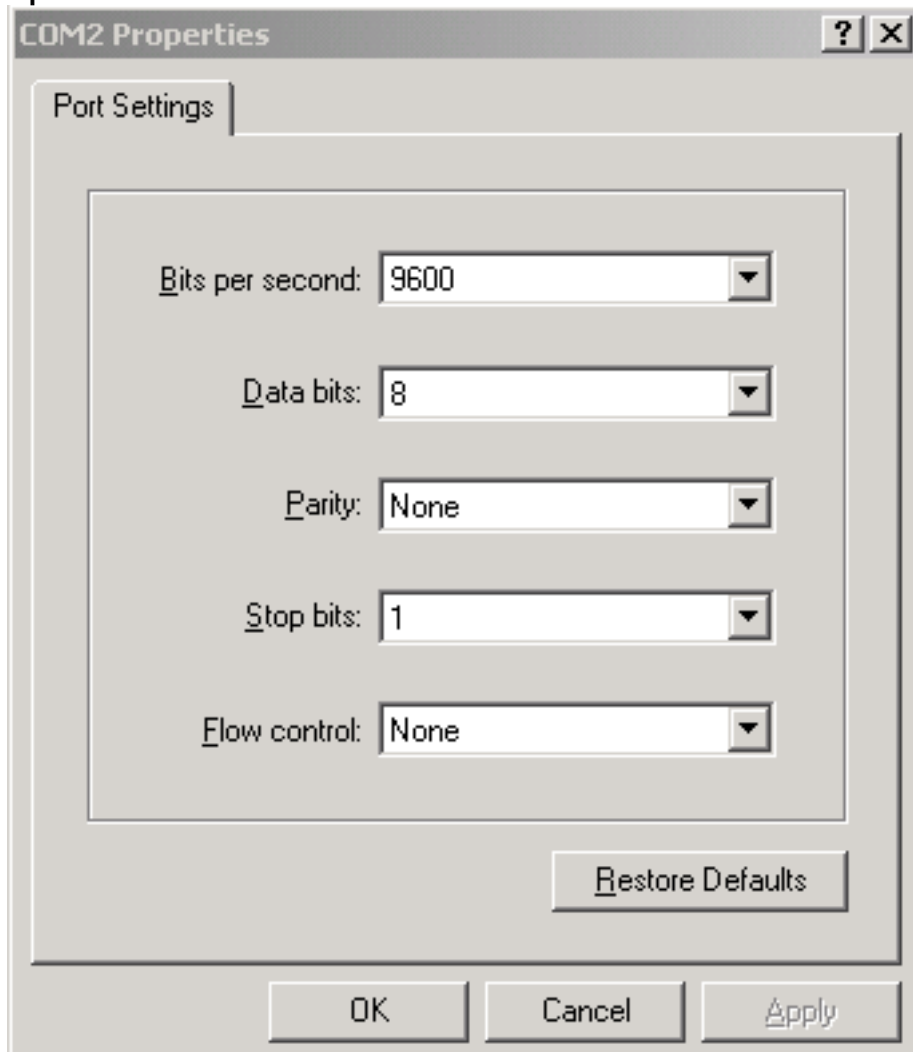 COM2 Properties
Port Settings
Bits per second: 9600
Data bits: 8
Parity: None
Stop bits: 1
Flow control: None
Restore Defaults
OK Cancel Apply